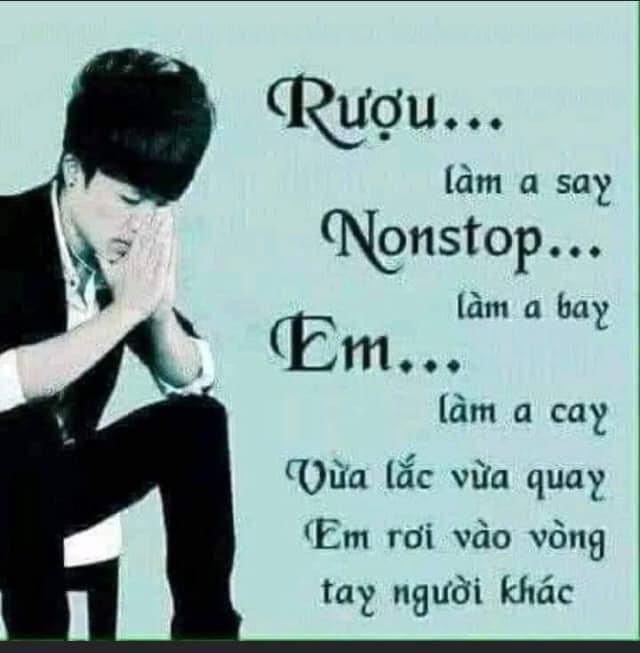 Rượu...
làm a say
Nonstop...
làm a bay
Em...
làm a cay
Vừa lắc vừa quay
Em rơi vào vòng
tay người khác